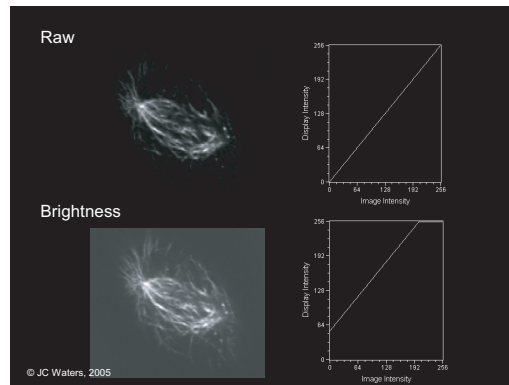 Raw
256
192
128
64
0
Display Intensity
0 64 128 192 256
Image Intensity
Brightness
256
192
128
64
0
Display Intensity
0 64 128 192 256
Image Intensity
© JC Waters, 2005